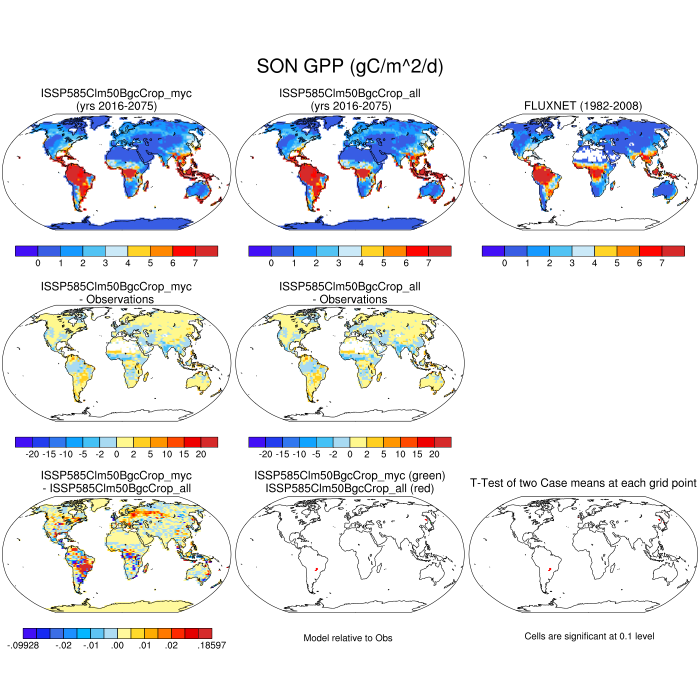 SON GPP (gC/m^2/d)
ISSP585Clm50BgcCrop_myc
(yrs 2016-2075)
ISSP585Clm50BgcCrop_all
(yrs 2016-2075)
FLUXNET (1982-2008)
0 1 2 3 4 5 6 7
0 1 2 3 4 5 6 7
0 1 2 3 4 5 6 7
ISSP585Clm50BgcCrop_myc
- Observations
ISSP585Clm50BgcCrop_all
- Observations
-20 -15 -10 -5 -2 0 2 5 10 15 20
-20 -15 -10 -5 -2 0 2 5 10 15 20
ISSP585Clm50BgcCrop_myc
- ISSP585Clm50BgcCrop_all
ISSP585Clm50BgcCrop_myc (green)
ISSP585Clm50BgcCrop_all (red)
T-Test of two Case means at each grid point
-.09928 -.02 -.01 .00 .01 .02 .18597
Model relative to Obs
Cells are significant at 0.1 level